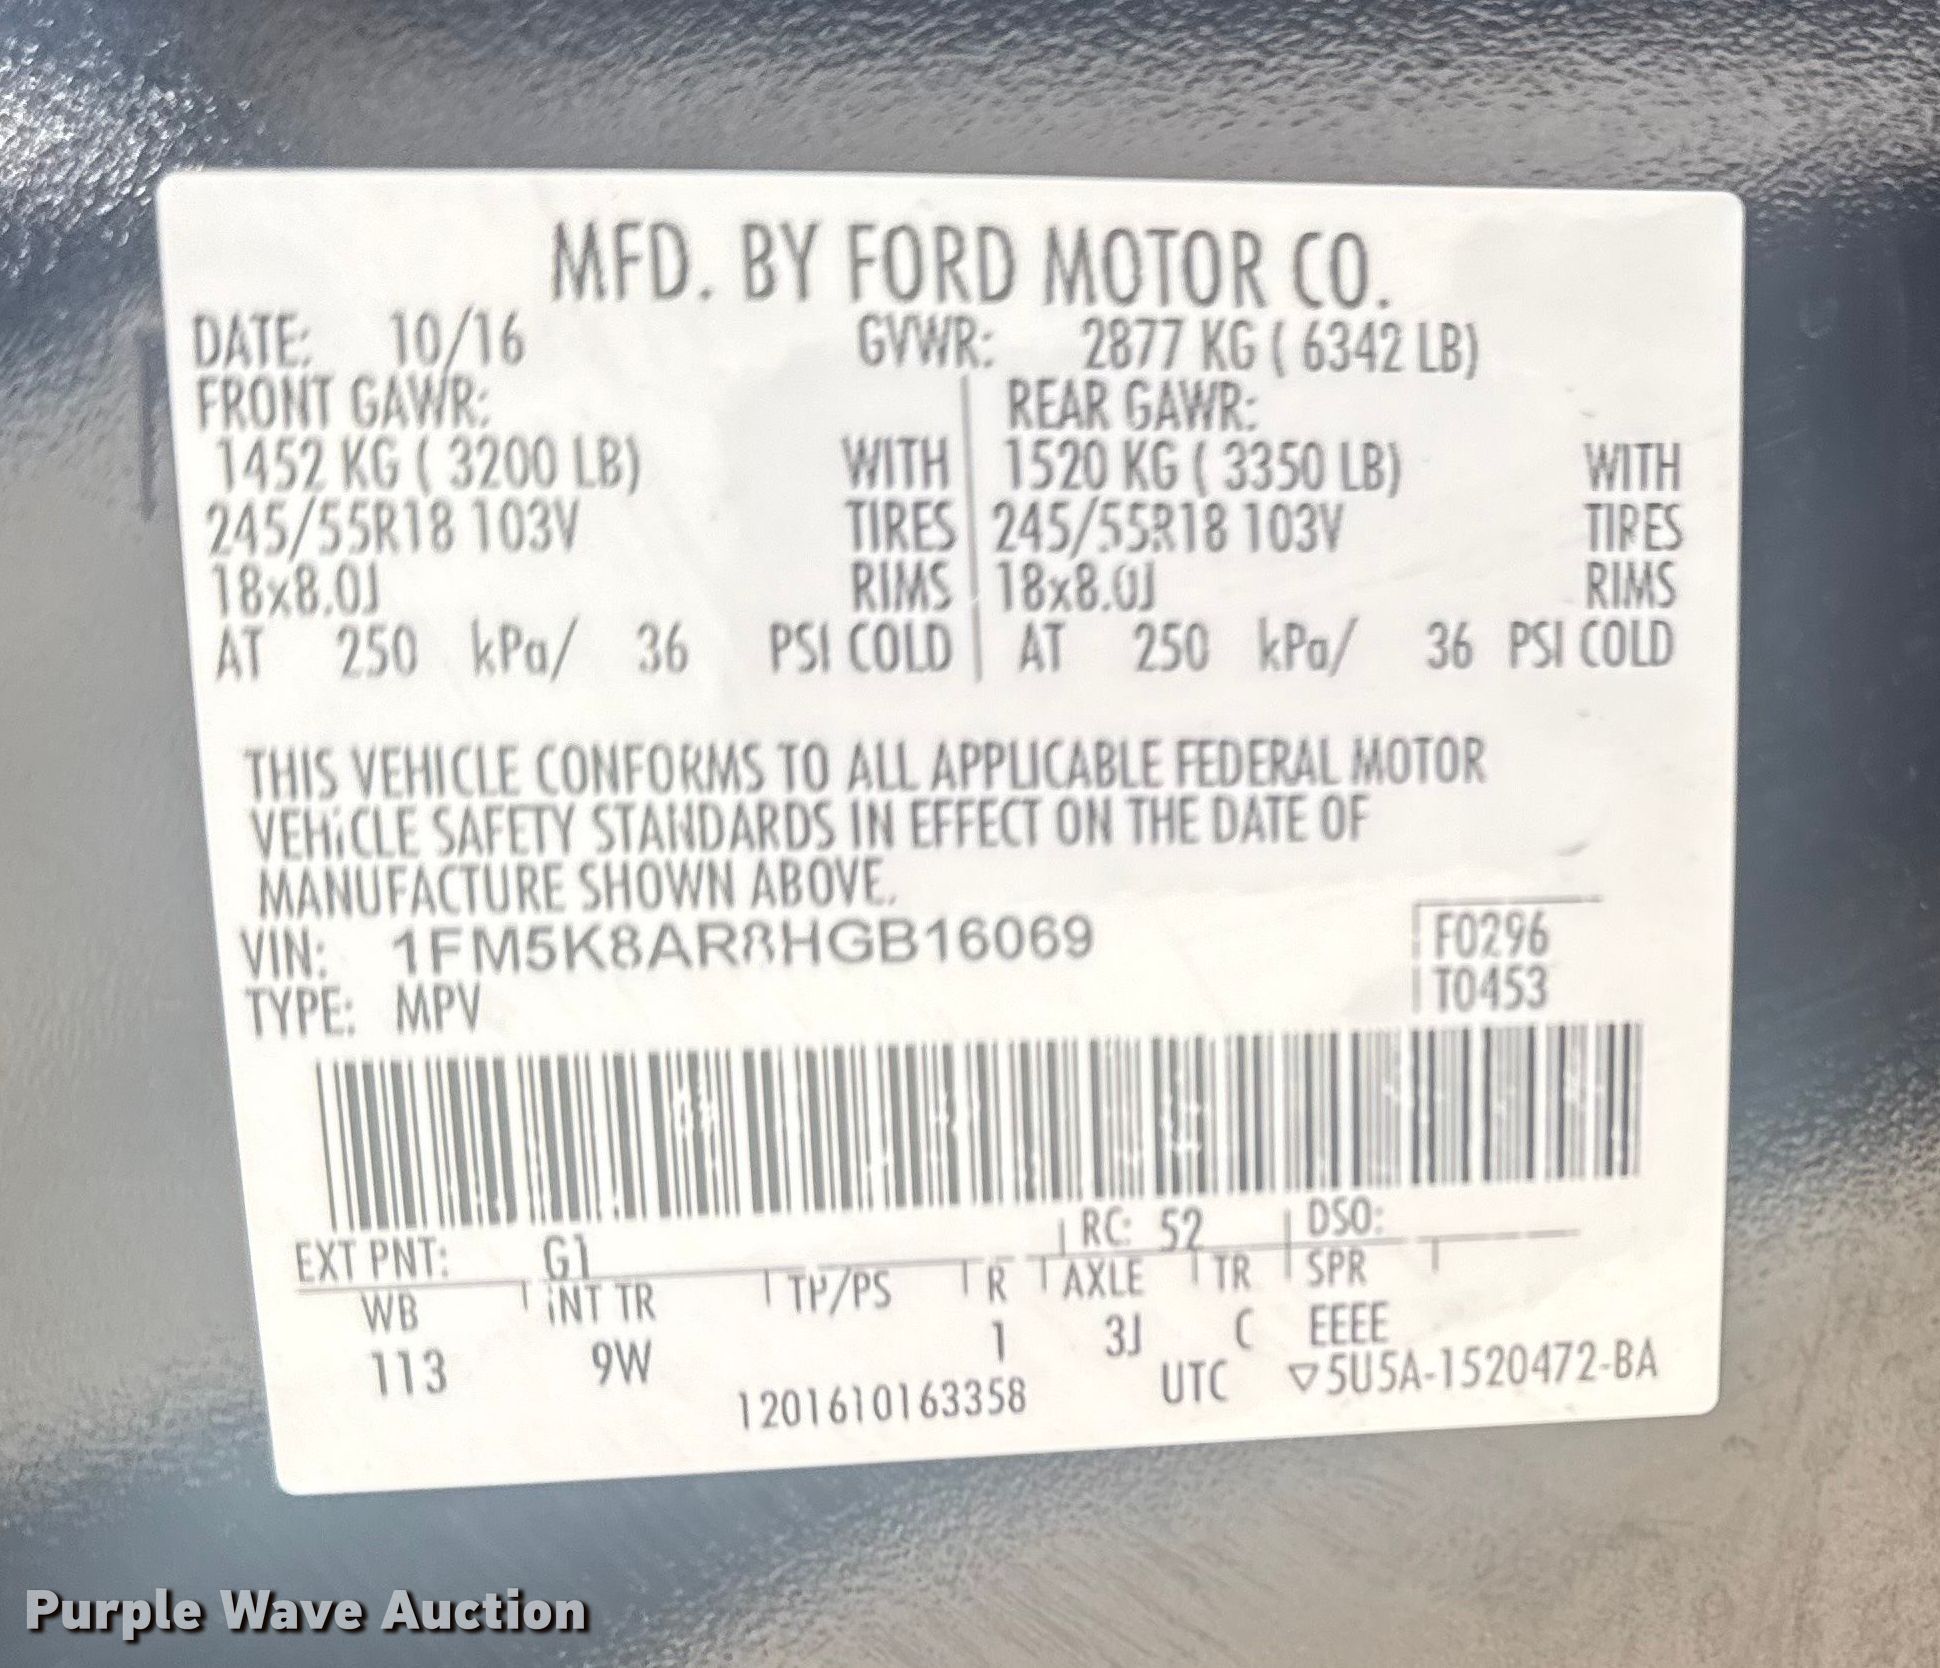 MFD. BY FORD MOTOR CO.
DATE: 10/16 GVWR: 2877 KG ( 6342 LB)
FRONT GAWR: REAR GAWR:
1452 KG ( 3200 LB) WITH 1520 KG ( 3350 LB) WITH
245/55R18 103V TIRES 245/55R18 103V TIRES
18x8.0J RIMS 18x8.0J RIMS
AT 250 kPa/ 36 PSI COLD AT 250 kPa/ 36 PSI COLD
THIS VEHICLE CONFORMS TO ALL APPLICABLE FEDERAL MOTOR
VEHICLE SAFETY STANDARDS IN EFFECT ON THE DATE OF
MANUFACTURE SHOWN ABOVE.
VIN: 1FM5K8AR8HGB16069 F0296
TYPE: MPV T0453
EXT PNT: G1 RC: 52 DSO:
WB INT TR TP/PS R AXLE TR SPR
113 9W 1 3J C EEEE
1201610163358 UTC ▽5U5A-1520472-BA
Purple Wave Auction